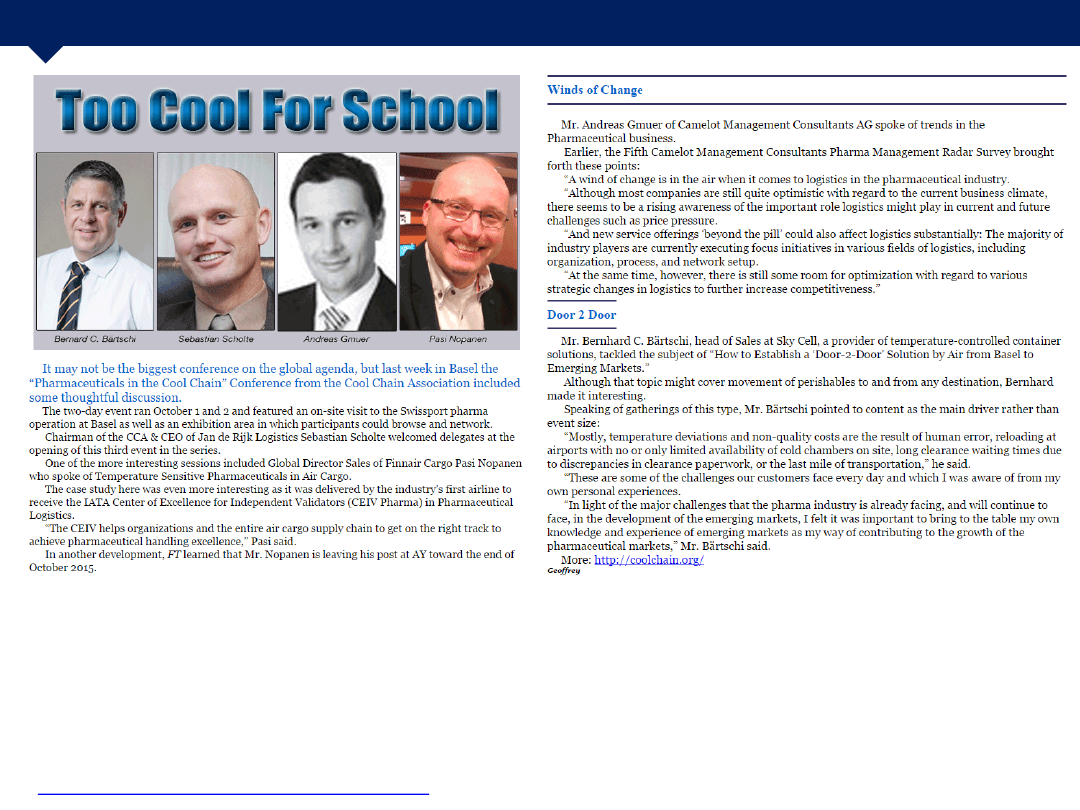 Too Cool For School
Bernard C. Bärtschi
Sebastian Scholte
Andreas Gmuer
Pasi Nopanen
It may not be the biggest conference on the global agenda, but last week in Basel the
“Pharmaceuticals in the Cool Chain” Conference from the Cool Chain Association included
some thoughtful discussion.
The two-day event ran October 1 and 2 and featured an on-site visit to the Swissport pharma
operation at Basel as well as an exhibition area in which participants could browse and network.
Chairman of the CCA & CEO of Jan de Rijk Logistics Sebastian Scholte welcomed delegates at the
opening of this third event in the series.
One of the more interesting sessions included Global Director Sales of Finnair Cargo Pasi Nopanen
who spoke of Temperature Sensitive Pharmaceuticals in Air Cargo.
The case study here was even more interesting as it was delivered by the industry's first airline to
receive the IATA Center of Excellence for Independent Validators (CEIV Pharma) in Pharmaceutical
Logistics.
“The CEIV helps organizations and the entire air cargo supply chain to get on the right track to
achieve pharmaceutical handling excellence,” Pasi said.
In another development, FT learned that Mr. Nopanen is leaving his post at AY toward the end of
October 2015.
Winds of Change
Mr. Andreas Gmuer of Camelot Management Consultants AG spoke of trends in the
Pharmaceutical business.
Earlier, the Fifth Camelot Management Consultants Pharma Management Radar Survey brought
forth these points:
“A wind of change is in the air when it comes to logistics in the pharmaceutical industry.
“Although most companies are still quite optimistic with regard to the current business climate,
there seems to be a rising awareness of the important role logistics might play in current and future
challenges such as price pressure.
“And new service offerings ‘beyond the pill’ could also affect logistics substantially: The majority of
industry players are currently executing focus initiatives in various fields of logistics, including
organization, process, and network setup.
“At the same time, however, there is still some room for optimization with regard to various
strategic changes in logistics to further increase competitiveness.”
Door 2 Door
Mr. Bernhard C. Bärtschi, head of Sales at Sky Cell, a provider of temperature-controlled container
solutions, tackled the subject of “How to Establish a ‘Door-2-Door’ Solution by Air from Basel to
Emerging Markets.”
Although that topic might cover movement of perishables to and from any destination, Bernhard
made it interesting.
Speaking of gatherings of this type, Mr. Bärtschi pointed to content as the main driver rather than
event size:
“Mostly, temperature deviations and non-quality costs are the result of human error, reloading at
airports with no or only limited availability of cold chambers on site, long clearance waiting times due
to discrepancies in clearance paperwork, or the last mile of transportation,” he said.
“These are some of the challenges our customers face every day and which I was aware of from my
own personal experiences.
“In light of the major challenges that the pharma industry is already facing, and will continue to
face, in the development of the emerging markets, I felt it was important to bring to the table my own
knowledge and experience of emerging markets as my way of contributing to the growth of the
pharmaceutical markets,” Mr. Bärtschi said.
More: http://coolchain.org/
Geoffrey